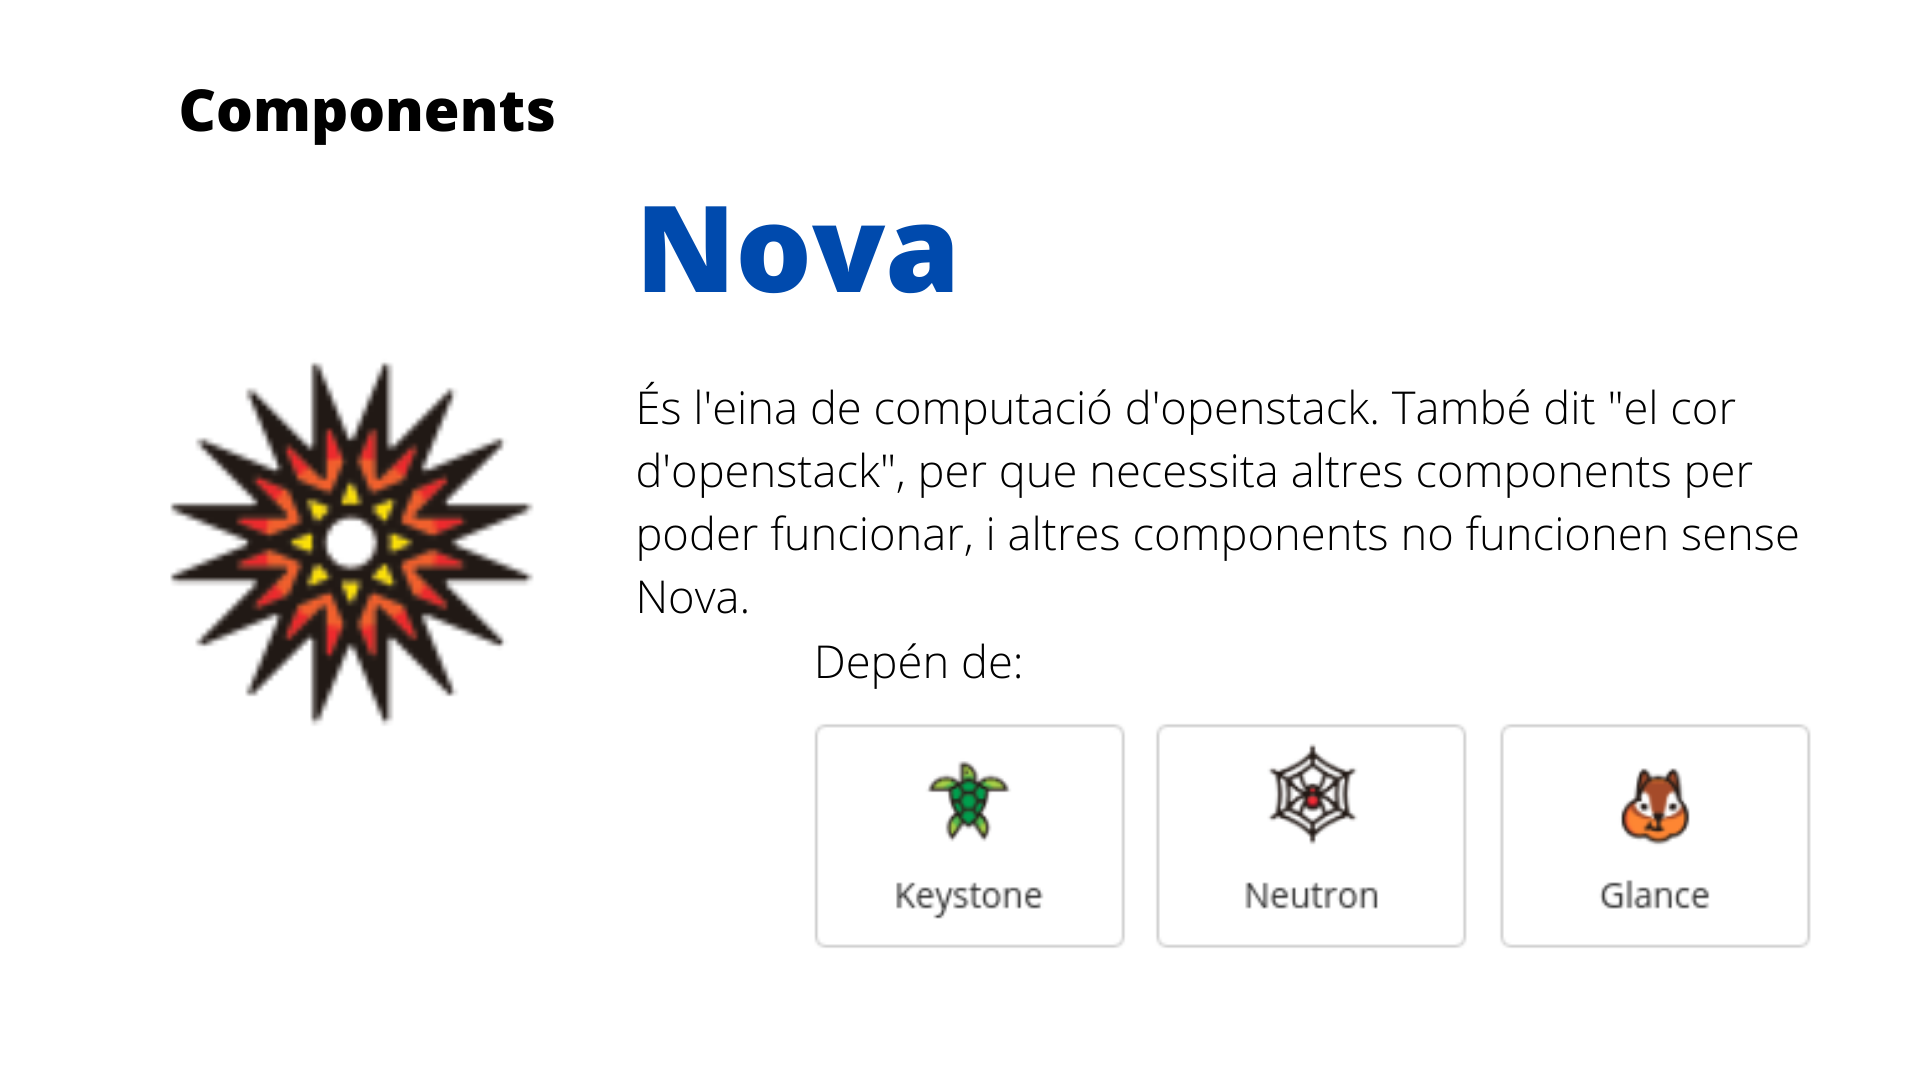 Components
Nova
És l'eina de computació d'openstack. També dit "el cor
d'openstack", per que necessita altres components per
poder funcionar, i altres components no funcionen sense
Nova.
Depén de:
Keystone
Neutron
Glance